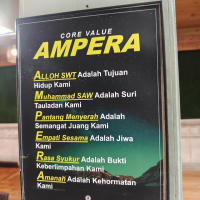 CORE VALUE
AMPERA
ALLOH SWT Adalah Tujuan
Hidup Kami
Muhammad SAW Adalah Suri
Tauladan Kami
Pantang Menyerah Adalah
Semangat Juang Kami
Empati Sesama Adalah Jiwa
Kami
Rasa Syukur Adalah Bukti
Keberlimpahan Kami
Amanah Adalah Kehormatan
Kami